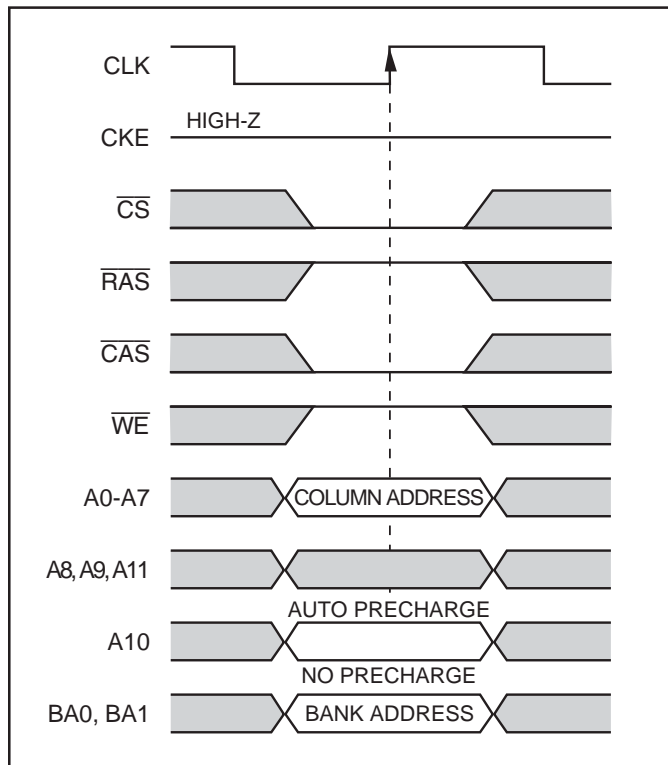 CLK
HIGH-Z
CKE
CS
RAS
CAS
WE
A0-A7 COLUMN ADDRESS
A8, A9, A11
AUTO PRECHARGE
A10
NO PRECHARGE
BA0, BA1 BANK ADDRESS